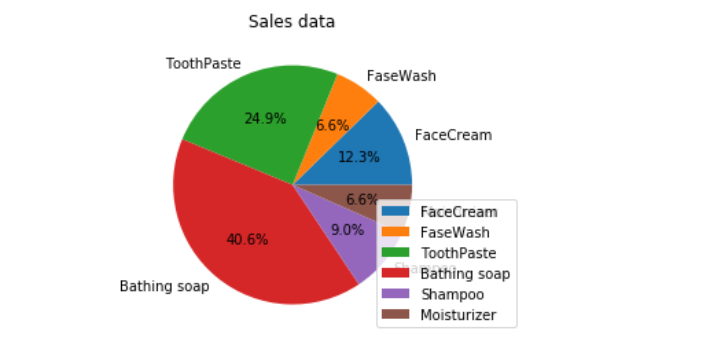 Sales data
ToothPaste
FaseWash
24.9%
6.6%
FaceCream
12.3%
6.6%
40.6%
9.0%
Bathing soap
Shampoo
FaceCream
FaseWash
ToothPaste
Bathing soap
Shampoo
Moisturizer